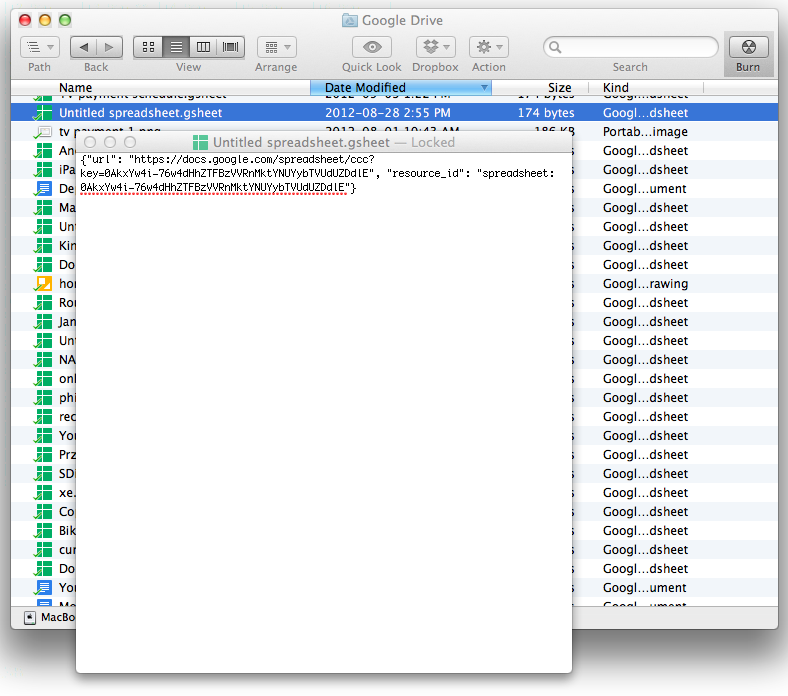 Google Drive
Path
Back
View
Arrange
Quick Look
Dropbox
Action
Search
Burn
Name Date Modified Size Kind
tv payment schedule.gsheet
Untitled spreadsheet.gsheet 2012-08-28 2:55 PM 174 bytes Googl...dsheet
tv payment 1.png 2012-08-01 10:43 AM 186 KB Portab...image
Untitled spreadsheet.gsheet — Locked
{"url": "https://docs.google.com/spreadsheet/ccc?
key=0AkxYw4i-76w4dHhZTFBzVVRnMktYNUYybTVUdUZDdlE", "resource_id": "spreadsheet:
0AkxYw4i-76w4dHhZTFBzVVRnMktYNUYybTVUdUZDdlE"}
Googl...dsheet
iPa Googl...dsheet
De Googl...ument
Ma Googl...dsheet
Unt Googl...dsheet
Kin Googl...dsheet
Do Googl...dsheet
hor Googl...rawing
Rou Googl...dsheet
Jan Googl...dsheet
Unt Googl...dsheet
NA Googl...dsheet
onl Googl...dsheet
phi Googl...dsheet
rec Googl...dsheet
You Googl...dsheet
Prz Googl...dsheet
SDi Googl...dsheet
xe. Googl...dsheet
Co Googl...dsheet
Bik Googl...dsheet
cur Googl...dsheet
Do Googl...dsheet
You Googl...ument
Googl...ument
MacBo